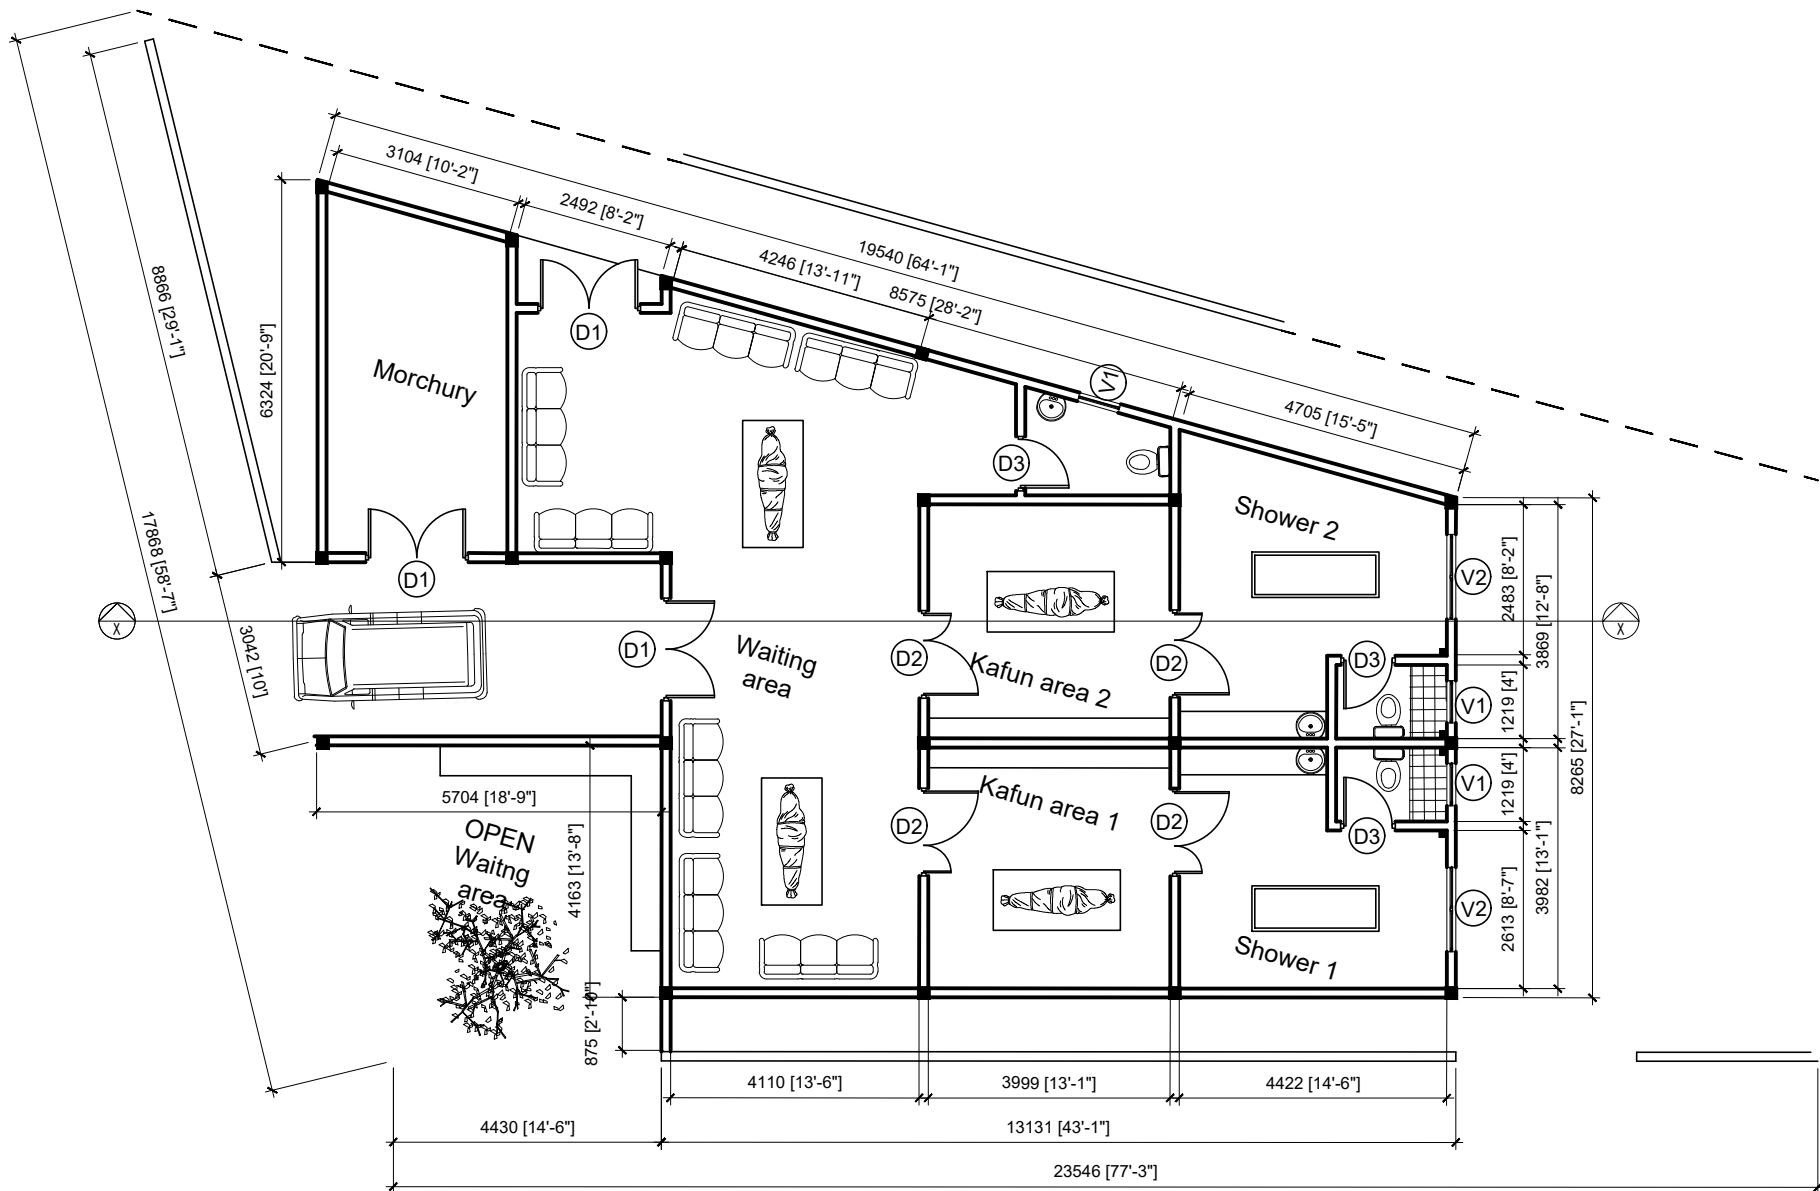 3104 [10'-2"]
2492 [8'-2"]
19540 [64'-1"]
4246 [13'-11"]
8575 [28'-2"]
4705 [15'-5"]
8866 [29'-1"]
6324 [20'-9"]
17868 [58'-7"]
3042 [10']
Morchury
D1
V1
D3
Shower 2
V2
2483 [8'-2"]
3869 [12'-8"]
D1
X
X
D1
Waiting
area
D2
Kafun area 2
D2
D3
V1
1219 [4']
8265 [27'-1"]
5704 [18'-9"]
OPEN
Waitng
area
4163 [13'-8"]
Kafun area 1
D2
D2
D3
V1
1219 [4']
V2
2613 [8'-7"]
3982 [13'-1"]
Shower 1
875 [2'-10"]
4110 [13'-6"]
3999 [13'-1"]
4422 [14'-6"]
4430 [14'-6"]
13131 [43'-1"]
23546 [77'-3"]